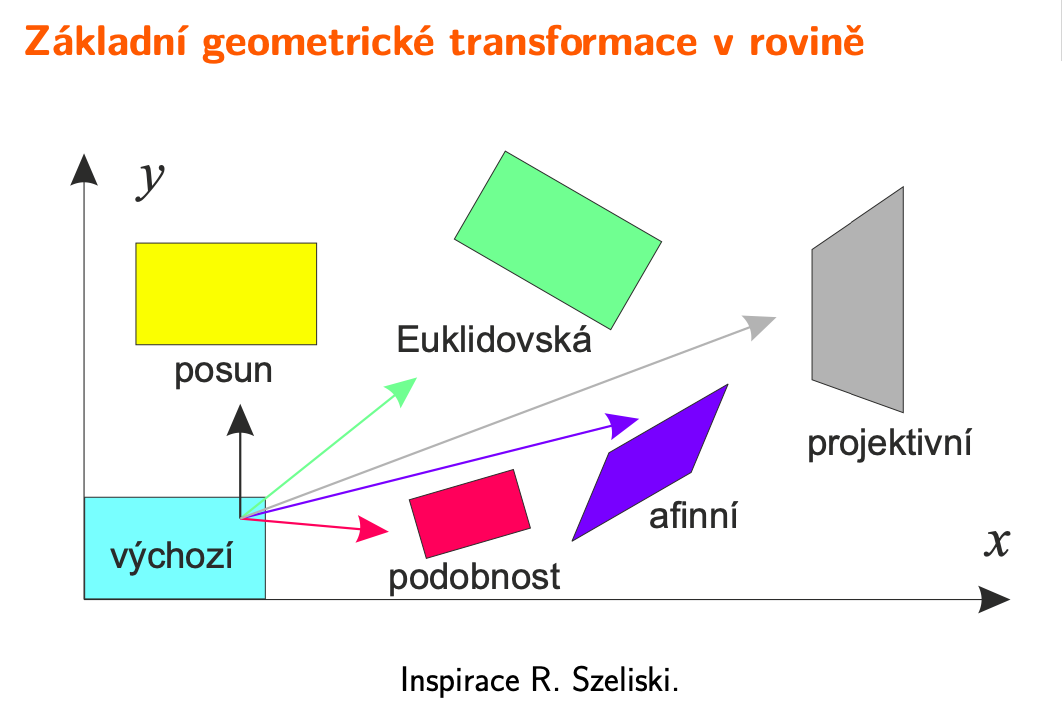 Základní geometrické transformace v rovině
y
Euklidovská
posun
projektivní
afinní
x
výchozí
podobnost
Inspirace R. Szeliski.